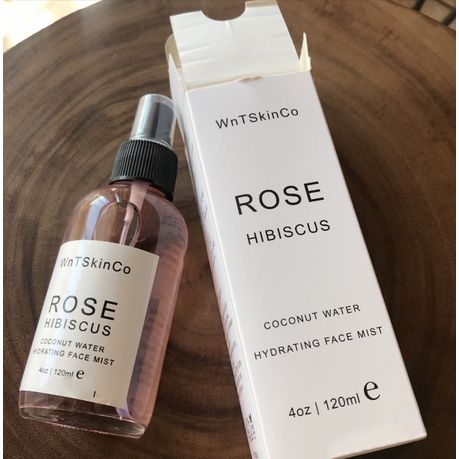 WnTSkinCo
ROSE
HIBISCUS
COCONUT WATER
HYDRATING FACE MIST
4oz | 120ml
WnTSkinCo
ROSE
HIBISCUS
COCONUT WATER
HYDRATING FACE MIST
4oz | 120ml ℮